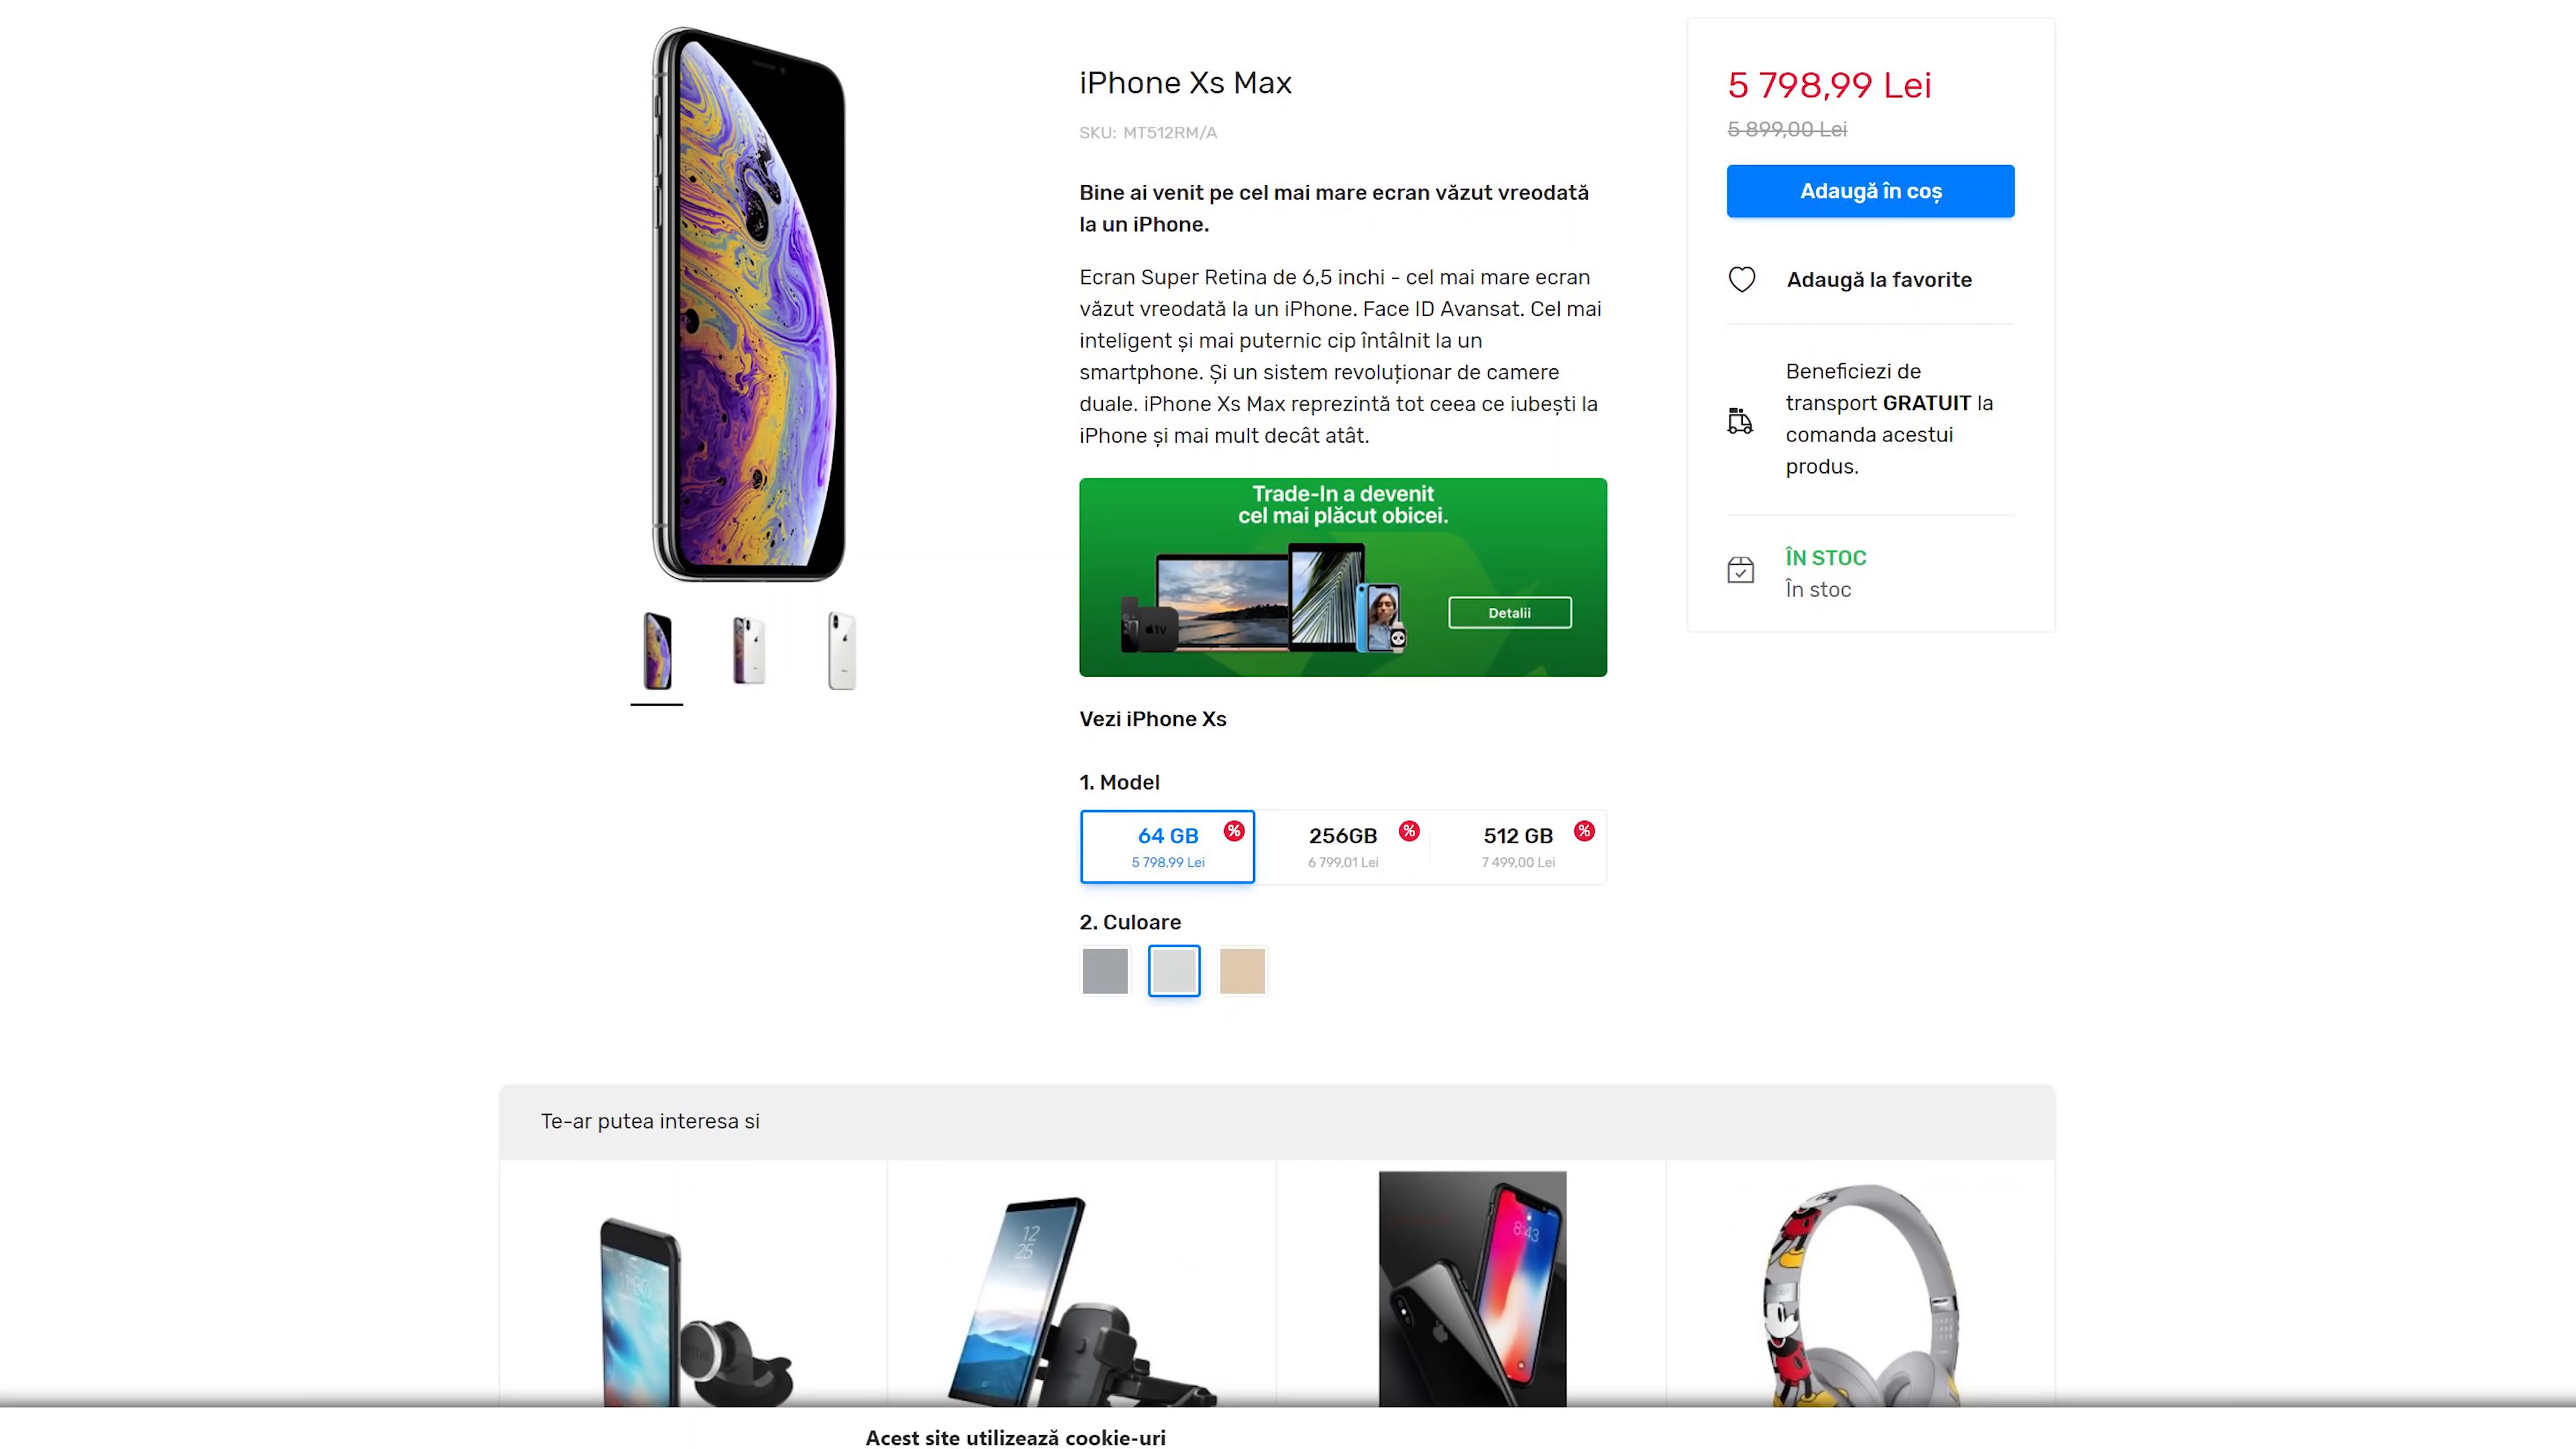 iPhone Xs Max
SKU: MT512RM/A
Bine ai venit pe cel mai mare ecran văzut vreodată
la un iPhone.
Ecran Super Retina de 6,5 inchi - cel mai mare ecran
văzut vreodată la un iPhone. Face ID Avansat. Cel mai
inteligent și mai puternic cip întâlnit la un
smartphone. Și un sistem revoluționar de camere
duale. iPhone Xs Max reprezintă tot ceea ce iubești la
iPhone și mai mult decât atât.
Trade-In a devenit
cel mai plăcut obicei.
tv
Detalii
Vezi iPhone Xs
1. Model
64 GB %
5 798,99 Lei
256GB %
6 799,01 Lei
512 GB %
7 499,00 Lei
2. Culoare
5 798,99 Lei
5 899,00 Lei
Adaugă în coș
Adaugă la favorite
Beneficiezi de
transport GRATUIT la
comanda acestui
produs.
ÎN STOC
În stoc
Te-ar putea interesa si
12
25
8:43
Acest site utilizează cookie-uri